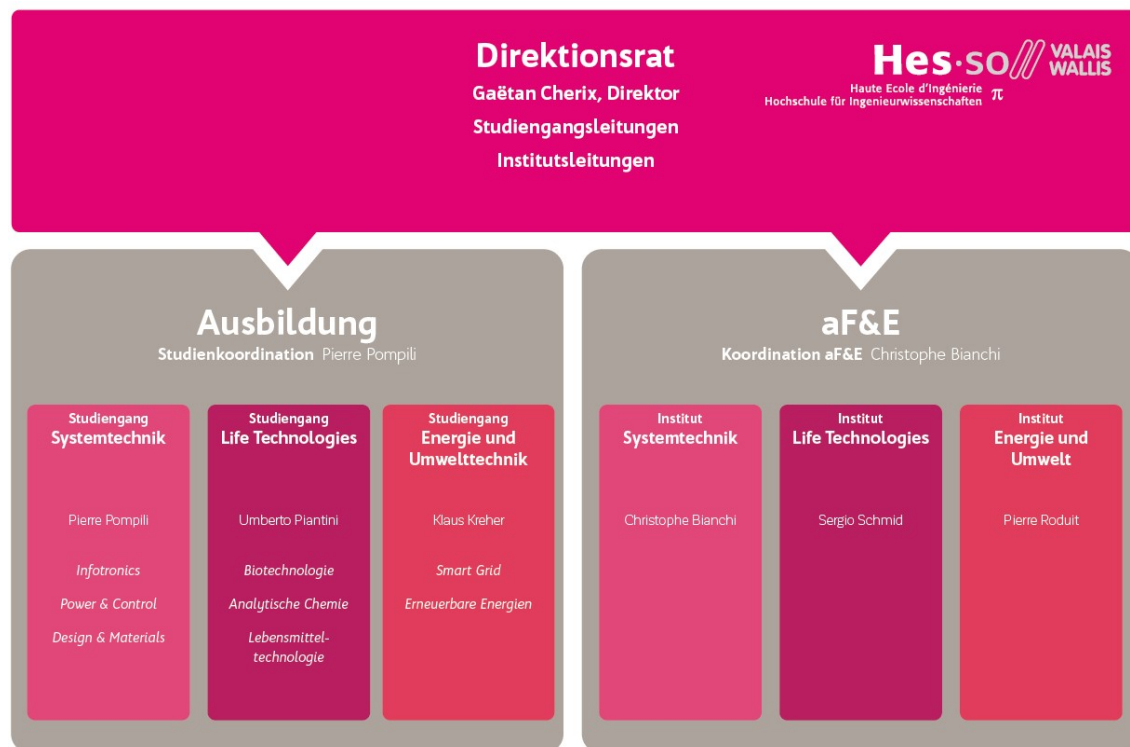 Direktionsrat
Gaëtan Cherix, Direktor
Studiengangsleitungen
Institutsleitungen
Hes·so VALAIS
WALLIS
Haute Ecole d'Ingénierie
Hochschule für Ingenieurwissenschaften π
Ausbildung
Studienkoordination Pierre Pompili
Studiengang
Systemtechnik
Pierre Pompili
Infotronics
Power & Control
Design & Materials
Studiengang
Life Technologies
Umberto Piantini
Biotechnologie
Analytische Chemie
Lebensmittel-
technologie
Studiengang
Energie und
Umwelttechnik
Klaus Kreher
Smart Grid
Erneuerbare Energien
aF&E
Koordination aF&E Christophe Bianchi
Institut
Systemtechnik
Christophe Bianchi
Institut
Life Technologies
Sergio Schmid
Institut
Energie und
Umwelt
Pierre Roduit